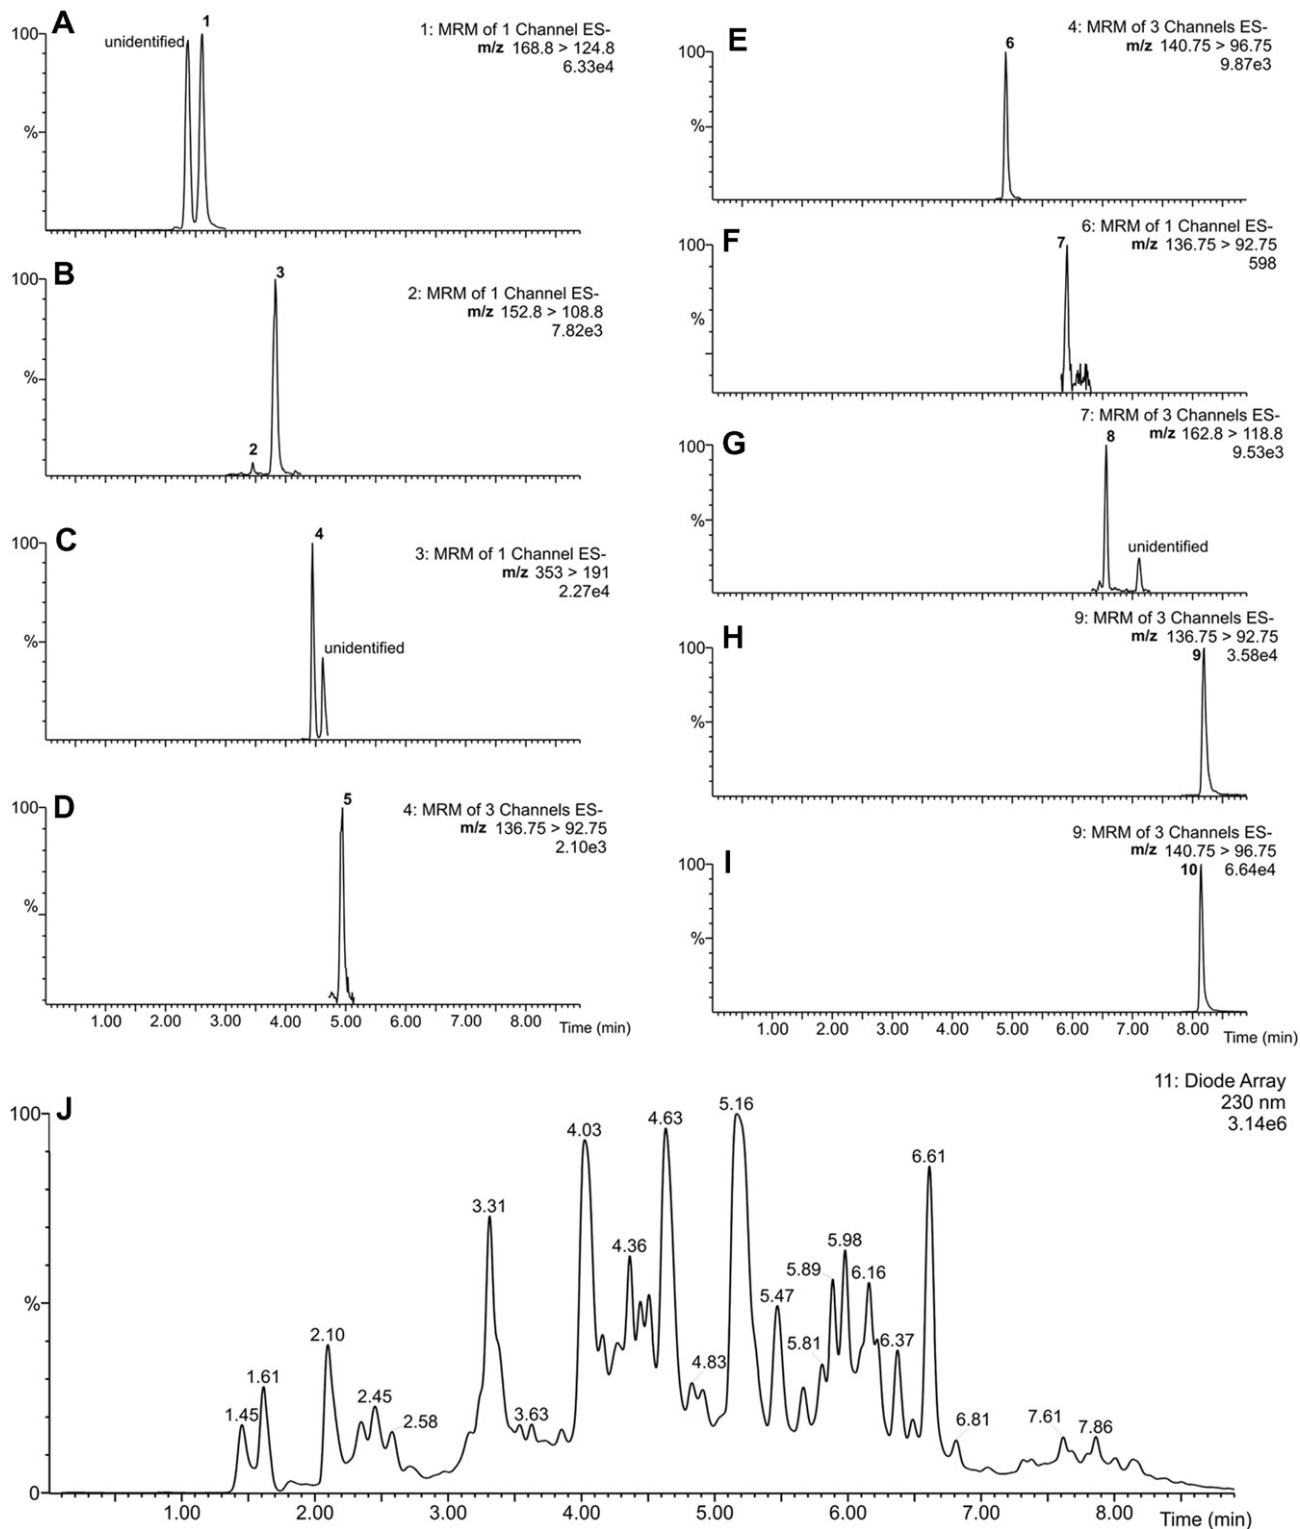 A
unidentified
1
1: MRM of 1 Channel ES-
m/z 168.8 > 124.8
6.33e4
100
%
B
3
2
2: MRM of 1 Channel ES-
m/z 152.8 > 108.8
7.82e3
100
%
C
4
unidentified
3: MRM of 1 Channel ES-
m/z 353 > 191
2.27e4
100
%
D
5
4: MRM of 3 Channels ES-
m/z 136.75 > 92.75
2.10e3
100
%
1.00 2.00 3.00 4.00 5.00 6.00 7.00 8.00 Time (min)
E
6
4: MRM of 3 Channels ES-
m/z 140.75 > 96.75
9.87e3
100
%
F
7
6: MRM of 1 Channel ES-
m/z 136.75 > 92.75
598
100
%
G
8
unidentified
7: MRM of 3 Channels ES-
m/z 162.8 > 118.8
9.53e3
100
%
H
9
9: MRM of 3 Channels ES-
m/z 136.75 > 92.75
3.58e4
100
%
I
10
9: MRM of 3 Channels ES-
m/z 140.75 > 96.75
6.64e4
100
%
1.00 2.00 3.00 4.00 5.00 6.00 7.00 8.00 Time (min)
J
11: Diode Array
230 nm
3.14e6
100
%
0
1.45
1.61
2.10
2.45
2.58
3.31
3.63
4.03
4.36
4.63
4.83
5.16
5.47
5.81
5.89
5.98
6.16
6.37
6.61
6.81
7.61
7.86
1.00 2.00 3.00 4.00 5.00 6.00 7.00 8.00 Time (min)